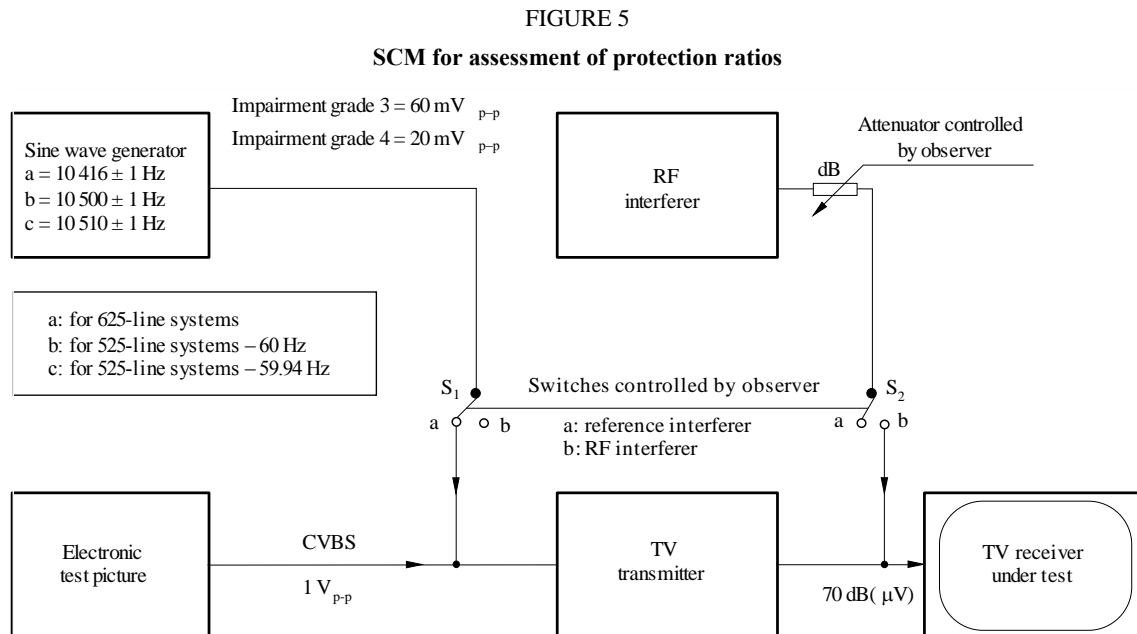 FIGURE 5
SCM for assessment of protection ratios
Impairment grade 3 = 60 mV p–p
Impairment grade 4 = 20 mV p–p
Sine wave generator
a = 10 416 ± 1 Hz
b = 10 500 ± 1 Hz
c = 10 510 ± 1 Hz
RF
interferer
dB
Attenuator controlled
by observer
a: for 625-line systems
b: for 525-line systems – 60 Hz
c: for 525-line systems – 59.94 Hz
S1
Switches controlled by observer
S2
a
b
a: reference interferer
b: RF interferer
a
b
Electronic
test picture
CVBS
1 Vp-p
TV
transmitter
70 dB( µV)
TV receiver
under test